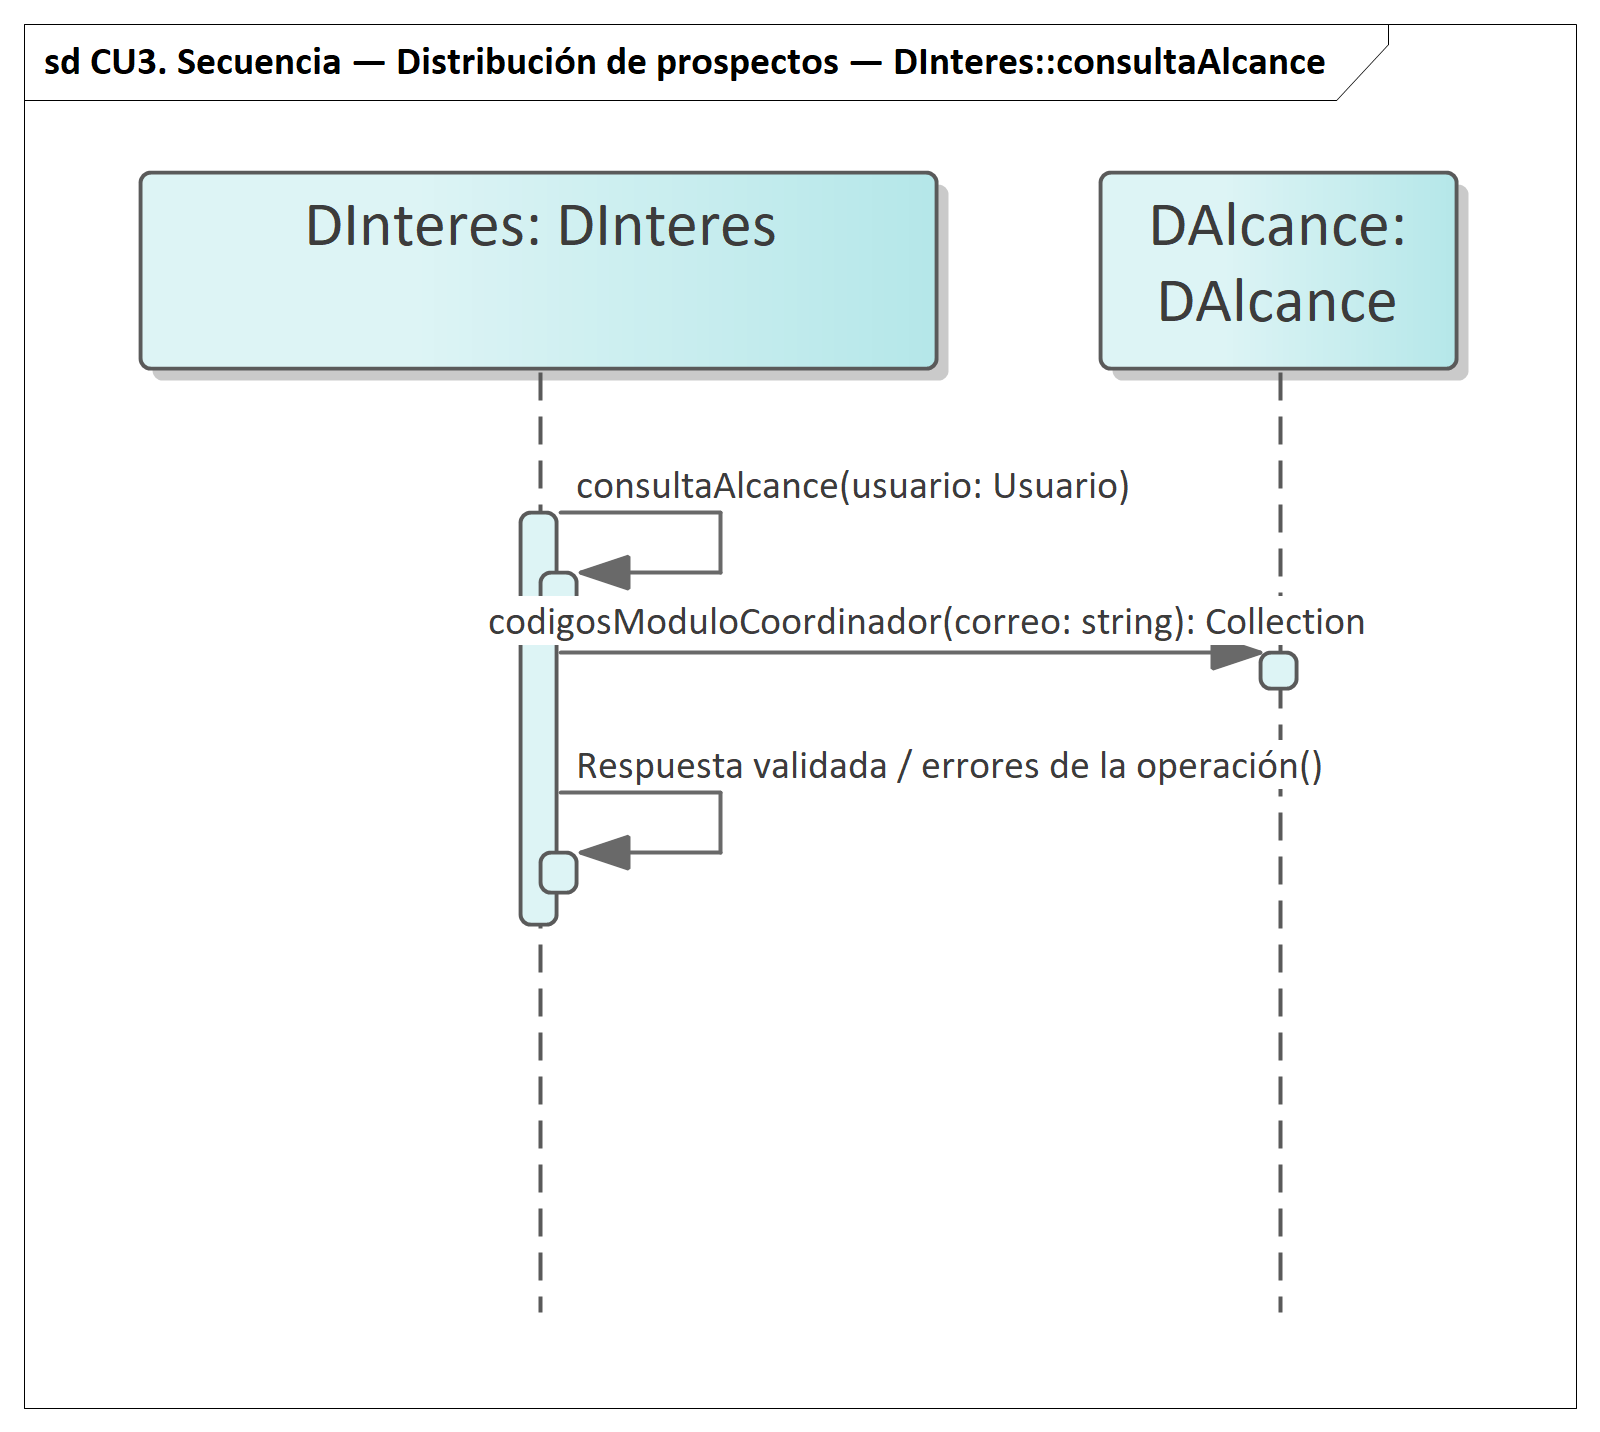 sd CU3. Secuencia — Distribución de prospectos — DInteres::consultaAlcance
DInteres: DInteres
DAlcance:
DAlcance
consultaAlcance(usuario: Usuario)
codigosModuloCoordinador(correo: string): Collection
Respuesta validada / errores de la operación()